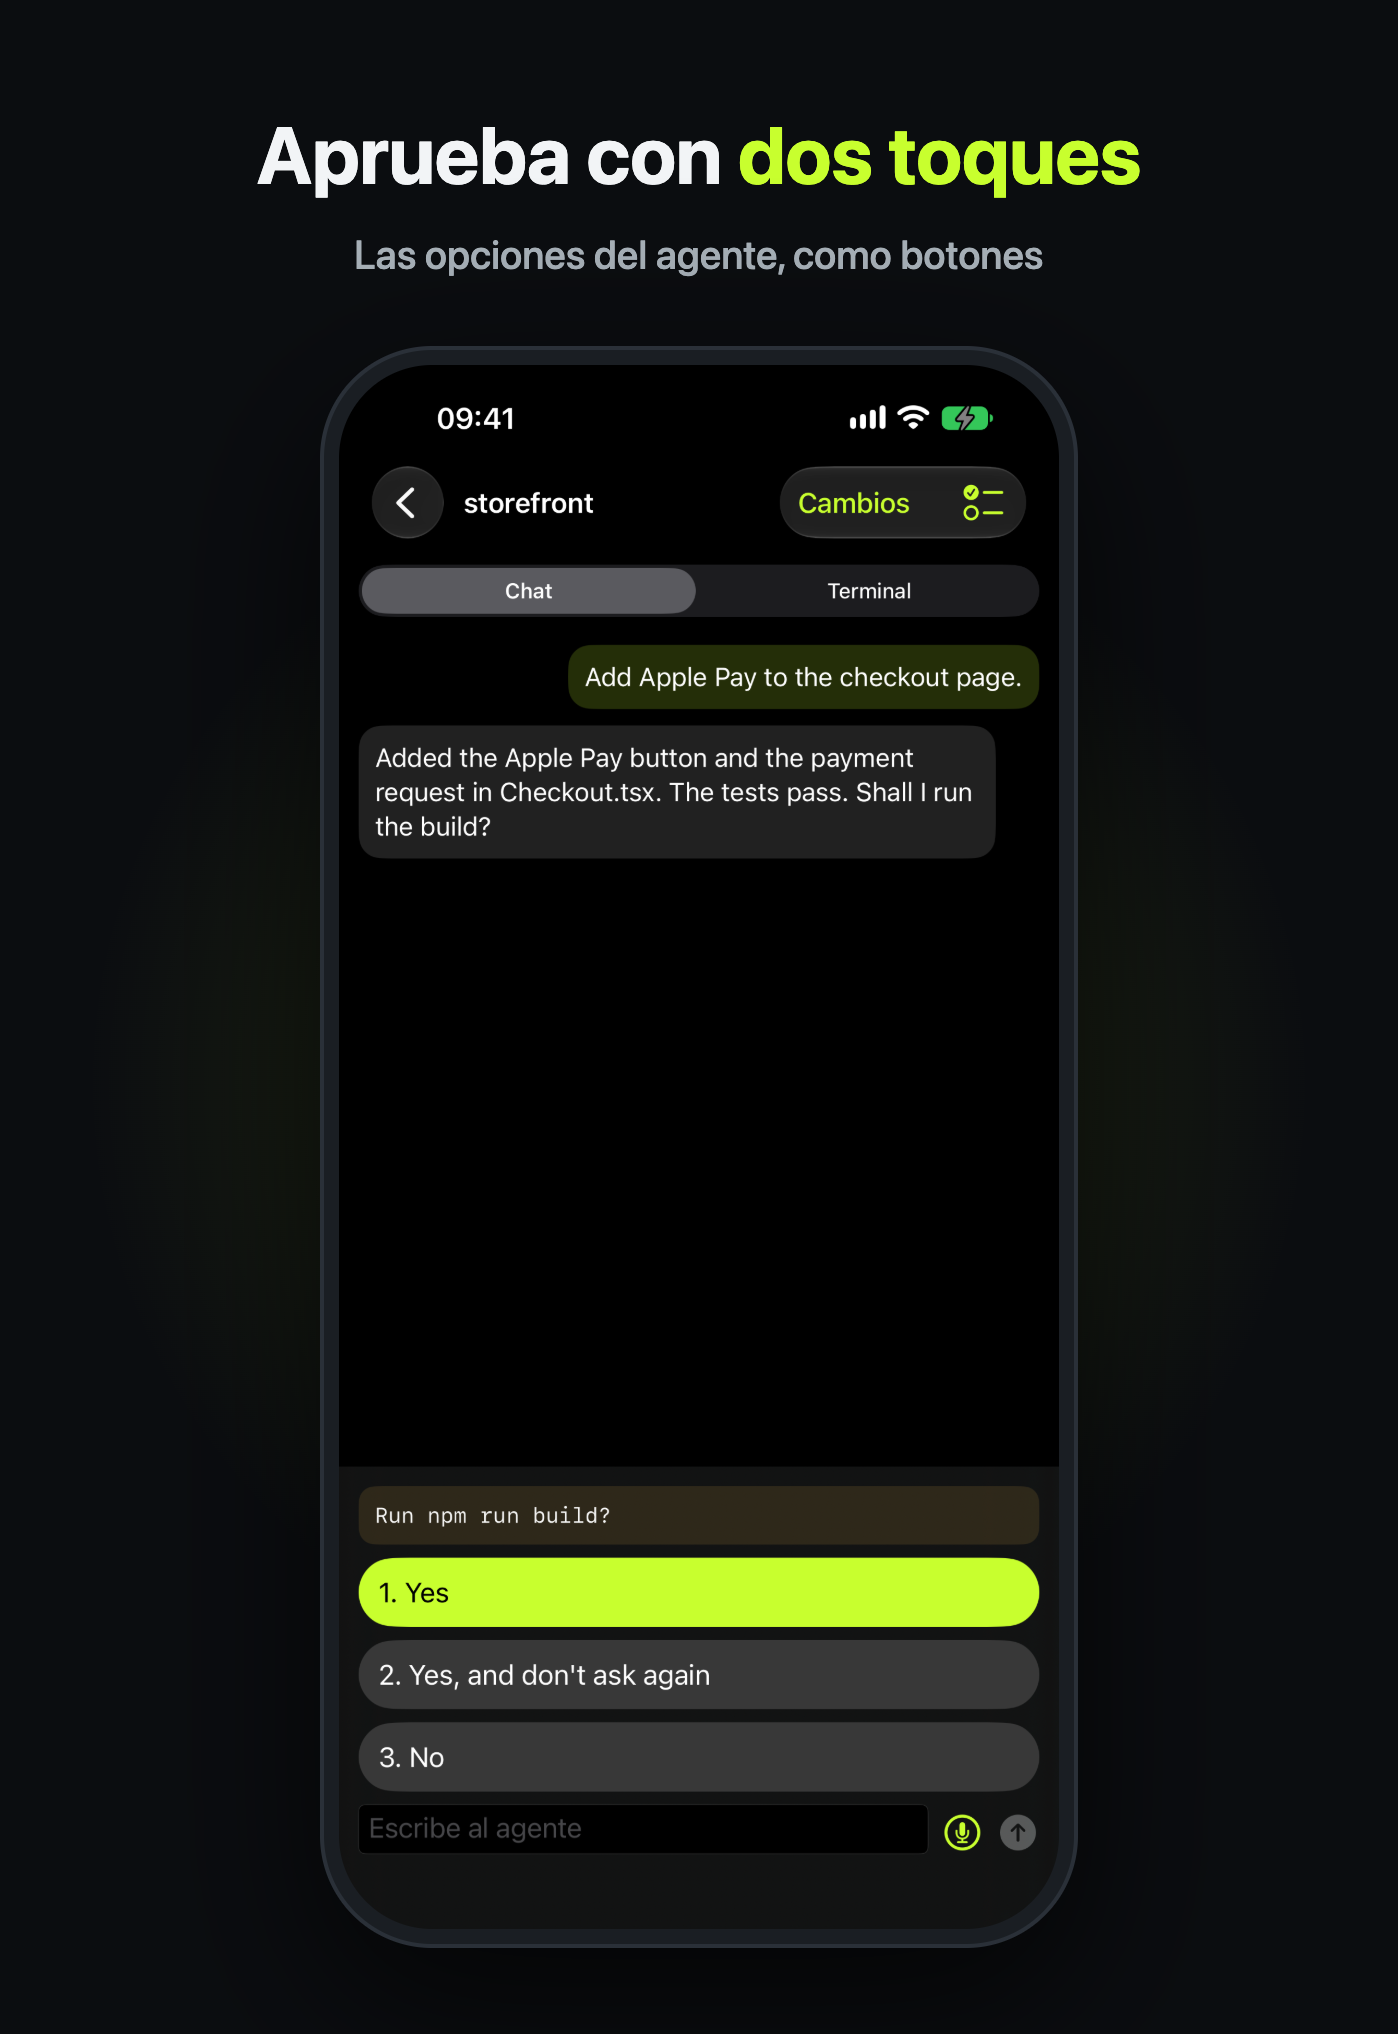 Aprueba con dos toques
Las opciones del agente, como botones
09:41
storefront
Cambios
Chat
Terminal
Add Apple Pay to the checkout page.
Added the Apple Pay button and the payment
request in Checkout.tsx. The tests pass. Shall I run
the build?
Run npm run build?
1. Yes
2. Yes, and don't ask again
3. No
Escribe al agente